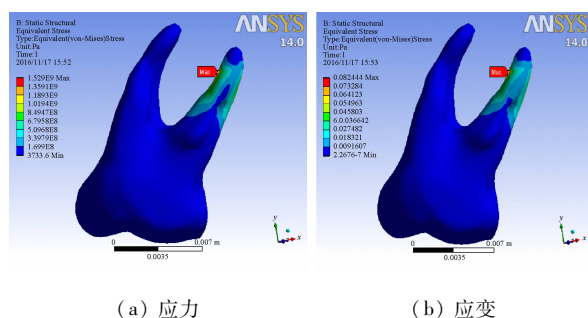 B: Static Structural
Equivalent Stress
Type:Equivalent(von-Mises)Stress
Unit:Pa
Time:1
2016/11/17 15:52
1.529E9 Max
1.3591E9
1.1893E9
1.0194E9
8.4947E8
6.7958E8
5.0968E8
3.3979E8
1.699E8
3733.6 Min
ANSYS
14.0
Max
y
x
0
0.007 m
0.0035
(a) 应力
B: Static Structural
Equivalent Stress
Type:Equivalent(von-Mises)Stress
Unit:Pa
Time:1
2016/11/17 15:53
0.082444 Max
0.073284
0.064123
0.054963
0.045803
6.0.036642
0.027482
0.018321
0.0091607
2.2676-7 Min
ANSYS
14.0
Max
y
x
0
0.007 m
0.0035
(b) 应变